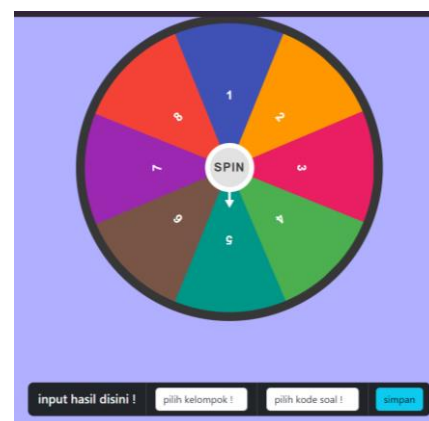 1
2
3
4
5
6
7
8
SPIN
input hasil disini !
pilih kelompok !
pilih kode soal !
simpan